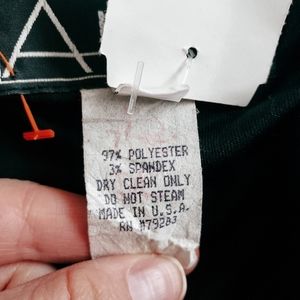 97% POLYESTER
3% SPANDEX
DRY CLEAN ONLY
DO NOT STEAM
MADE IN U.S.A.
RN #79283